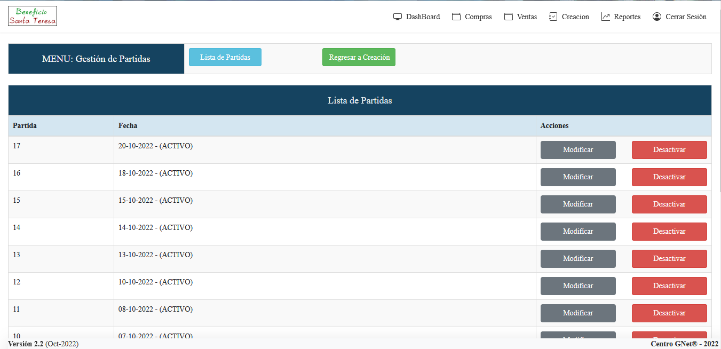 Beneficio
Santa Teresa
DashBoard Compras Ventas Creacion Reportes Cerrar Sesión
MENU: Gestión de Partidas Lista de Partidas Regresar a Creación
Lista de Partidas
Partida Fecha Acciones
17 20-10-2022 - (ACTIVO) Modificar Desactivar
16 18-10-2022 - (ACTIVO) Modificar Desactivar
15 15-10-2022 - (ACTIVO) Modificar Desactivar
14 14-10-2022 - (ACTIVO) Modificar Desactivar
13 13-10-2022 - (ACTIVO) Modificar Desactivar
12 10-10-2022 - (ACTIVO) Modificar Desactivar
11 08-10-2022 - (ACTIVO) Modificar Desactivar
10 07-10-2022 - (ACTIVO) Modificar Desactivar
Versión 2.2 (Oct-2022) Centro GNet® - 2022